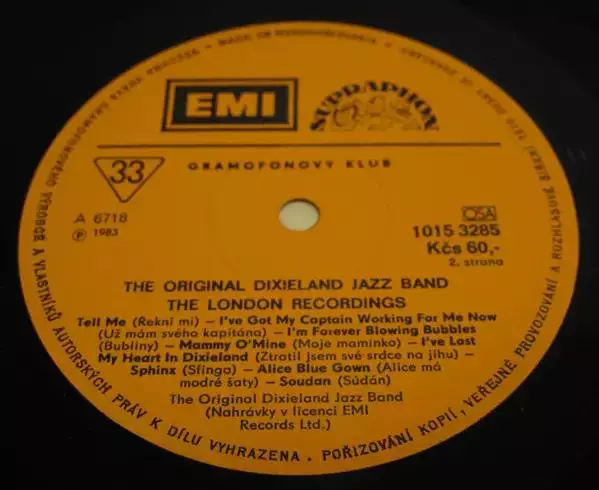 EMI
SUPRAPHON
33
GRAMOFONOVÝ KLUB
A 6718
Ⓟ 1983
OSA
1015 3285
Kčs 60,-
2. strana
THE ORIGINAL DIXIELAND JAZZ BAND
THE LONDON RECORDINGS
Tell Me (Řekni mi) – I've Got My Captain Working For Me Now
(Už mám svého kapitána) – I'm Forever Blowing Bubbles
(Bubliny) – Mammy O'Mine (Moje maminko) – I've Lost
My Heart In Dixieland (Ztratil jsem své srdce na jihu) –
Sphinx (Sfinga) – Alice Blue Gown (Alice má
modré šaty) – Soudan (Súdán)
The Original Dixieland Jazz Band
(Nahrávky v licenci EMI
Records Ltd.)
VÝROBCE A VLASTNÍKŮ AUTORSKÝCH PRÁV K DÍLU VYHRAZENA. POŘIZOVÁNÍ KOPIÍ, VEŘEJNÉ PROVOZOVÁNÍ A ROZHLASOVÉ ŠÍŘENÍ
MADE IN